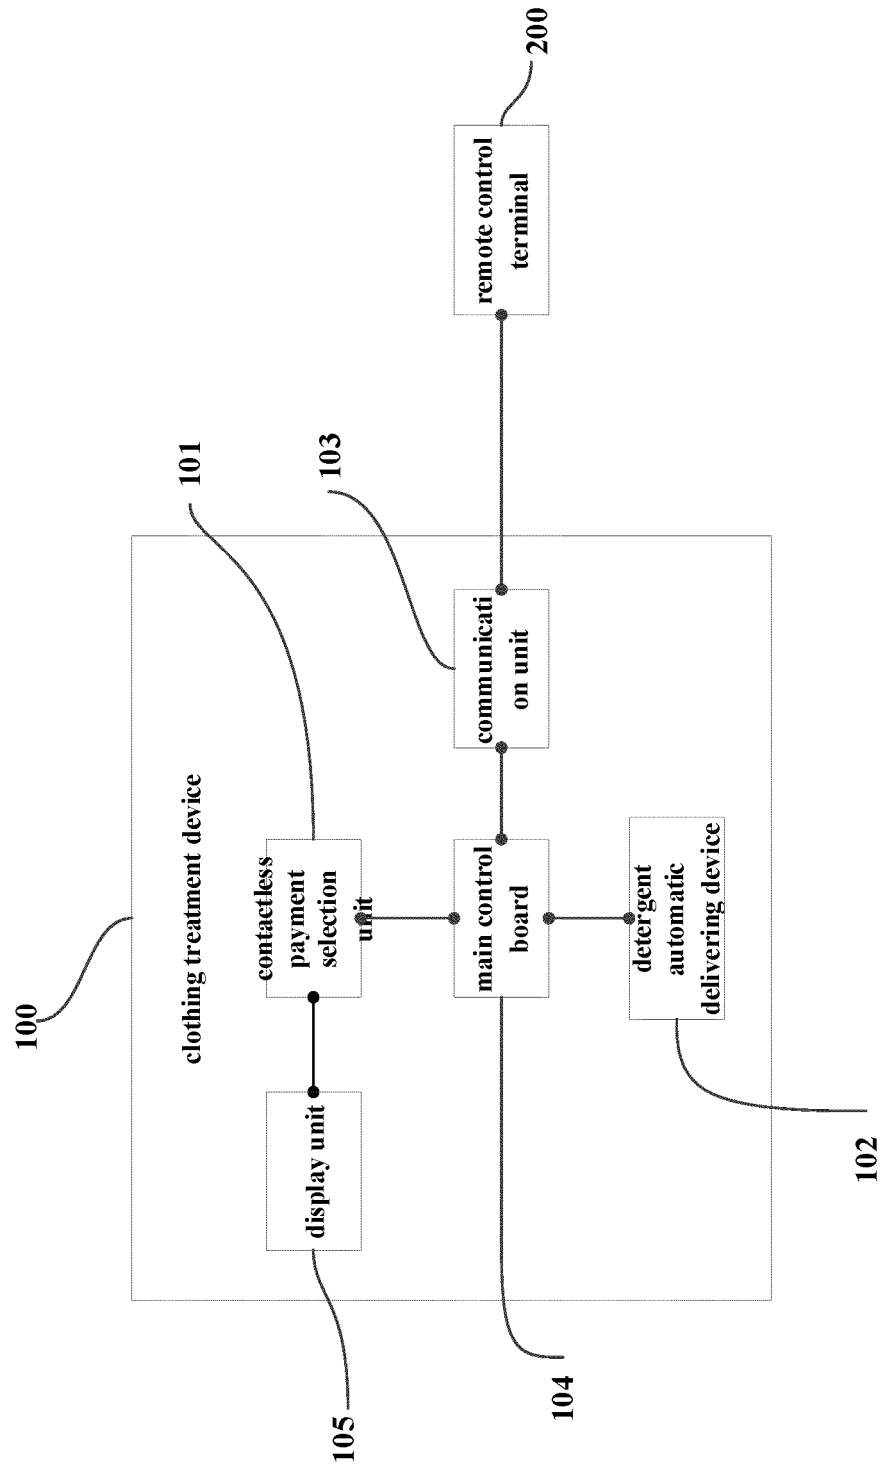 100
clothing treatment device
101
103
200
105
display unit
contactless
payment
selection
unit
104
main control
board
communicati
on unit
remote control
terminal
102
detergent
automatic
delivering device